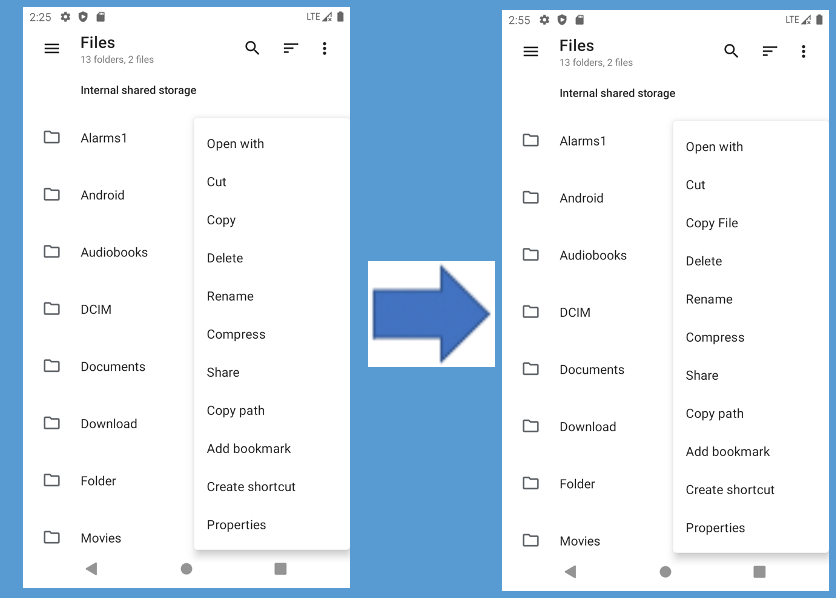 2:25 LTE
Files
13 folders, 2 files
Internal shared storage
Alarms1
Android
Audiobooks
DCIM
Documents
Download
Folder
Movies
Open with
Cut
Copy
Delete
Rename
Compress
Share
Copy path
Add bookmark
Create shortcut
Properties
2:55 LTE
Files
13 folders, 2 files
Internal shared storage
Alarms1
Android
Audiobooks
DCIM
Documents
Download
Folder
Movies
Open with
Cut
Copy File
Delete
Rename
Compress
Share
Copy path
Add bookmark
Create shortcut
Properties